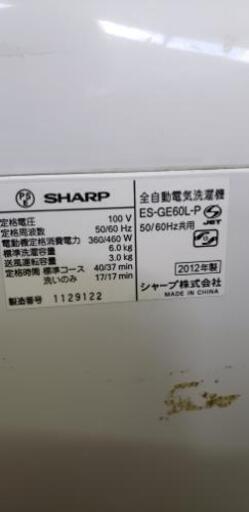 SHARP
全自動電気洗濯機
ES-GE60L-P
JET
50/60Hz共用
定格電圧 100 V
定格周波数 50/60 Hz
電動機定格消費電力 360/460 W
標準洗濯容量 6.0 kg
送風運転容量 3.0 kg
定格時間 標準コース 40/37 min
洗いのみ 17/17 min
製造番号 1129122
2012年製
シャープ株式会社
MADE IN CHINA